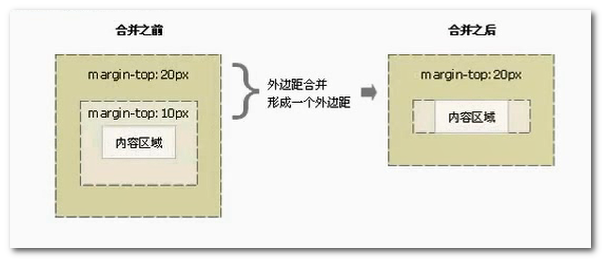 合并之前
合并之后
margin-top: 20px
margin-top: 10px
内容区域
外边距合并
形成一个外边距
margin-top: 20px
内容区域